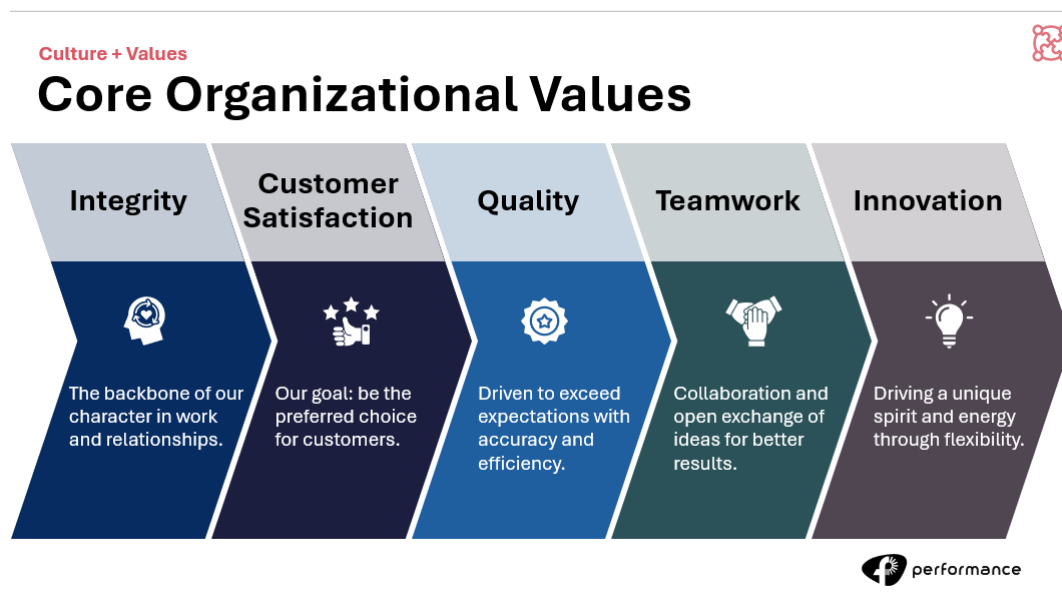 Culture + Values
Core Organizational Values
Integrity
Customer
Satisfaction
Quality
Teamwork
Innovation
The backbone of our
character in work
and relationships.
Our goal: be the
preferred choice
for customers.
Driven to exceed
expectations with
accuracy and
efficiency.
Collaboration and
open exchange of
ideas for better
results.
Driving a unique
spirit and energy
through flexibility.
performance